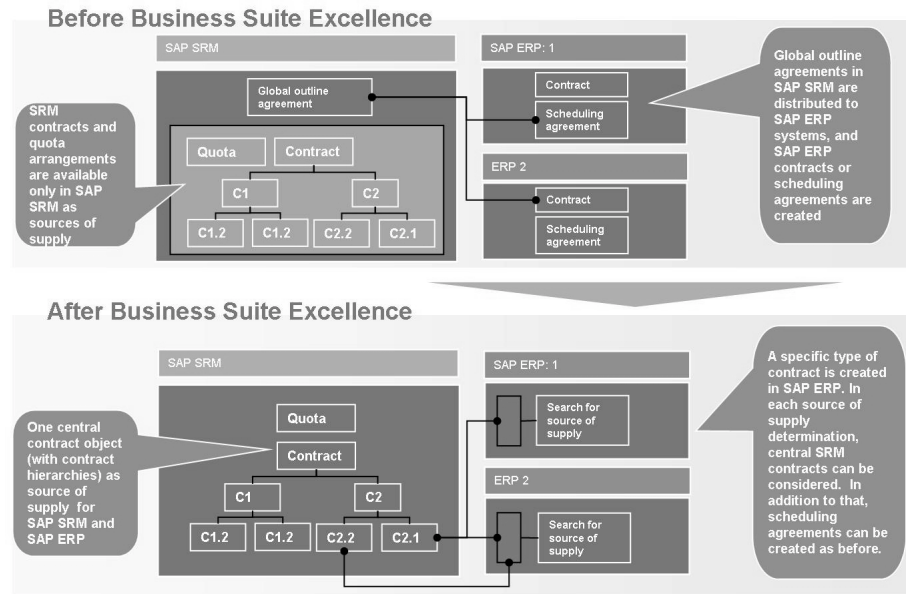 Before Business Suite Excellence
SAP SRM
SAP ERP: 1
Global outline
agreement
Contract
Scheduling
agreement
SRM
contracts and
quota
arrangements
are available
only in SAP
SRM as
sources of
supply
Quota
Contract
C1
C2
C1.2
C1.2
C2.2
C2.1
ERP 2
Contract
Scheduling
agreement
Global outline
agreements in
SAP SRM are
distributed to
SAP ERP
systems, and
SAP ERP
contracts or
scheduling
agreements are
created
After Business Suite Excellence
SAP SRM
SAP ERP: 1
One central
contract object
(with contract
hierarchies) as
source of
supply for
SAP SRM and
SAP ERP
Quota
Contract
C1
C2
C1.2
C1.2
C2.2
C2.1
Search for
source of
supply
ERP 2
Search for
source of
supply
A specific type of
contract is created
in SAP ERP. In
each source of
supply
determination,
central SRM
contracts can be
considered. In
addition to that,
scheduling
agreements can be
created as before.